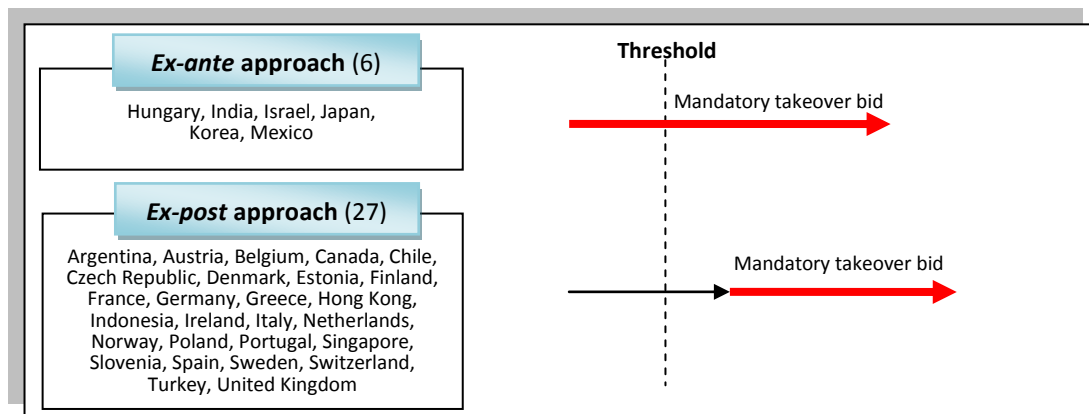 Ex-ante approach (6)
Hungary, India, Israel, Japan,
Korea, Mexico
Threshold
Mandatory takeover bid
Ex-post approach (27)
Argentina, Austria, Belgium, Canada, Chile,
Czech Republic, Denmark, Estonia, Finland,
France, Germany, Greece, Hong Kong,
Indonesia, Ireland, Italy, Netherlands,
Norway, Poland, Portugal, Singapore,
Slovenia, Spain, Sweden, Switzerland,
Turkey, United Kingdom
Mandatory takeover bid